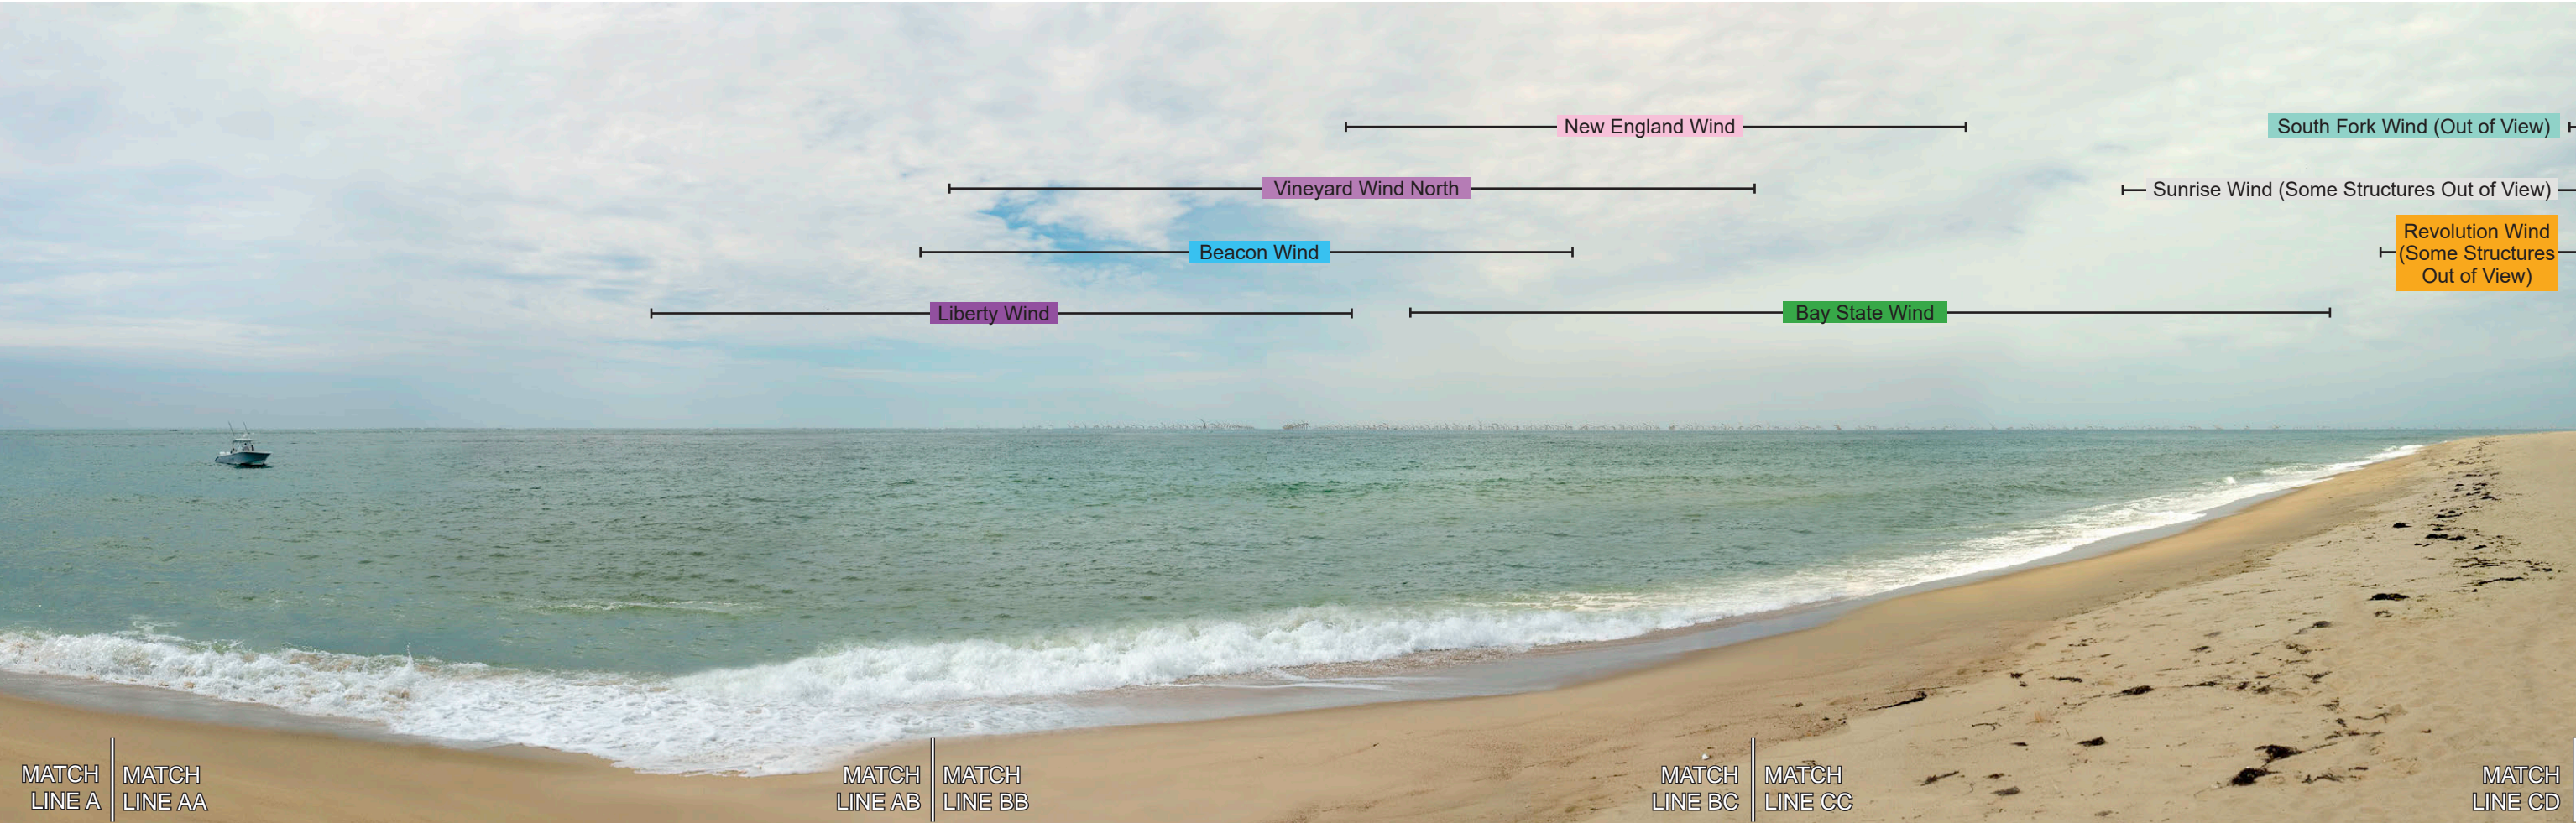 New England Wind
South Fork Wind (Out of View)
Vineyard Wind North
Sunrise Wind (Some Structures Out of View)
Revolution Wind
(Some Structures
Out of View)
Beacon Wind
Liberty Wind
Bay State Wind
MATCH
LINE A
MATCH
LINE AA
MATCH
LINE AB
MATCH
LINE BB
MATCH
LINE BC
MATCH
LINE CC
MATCH
LINE CD